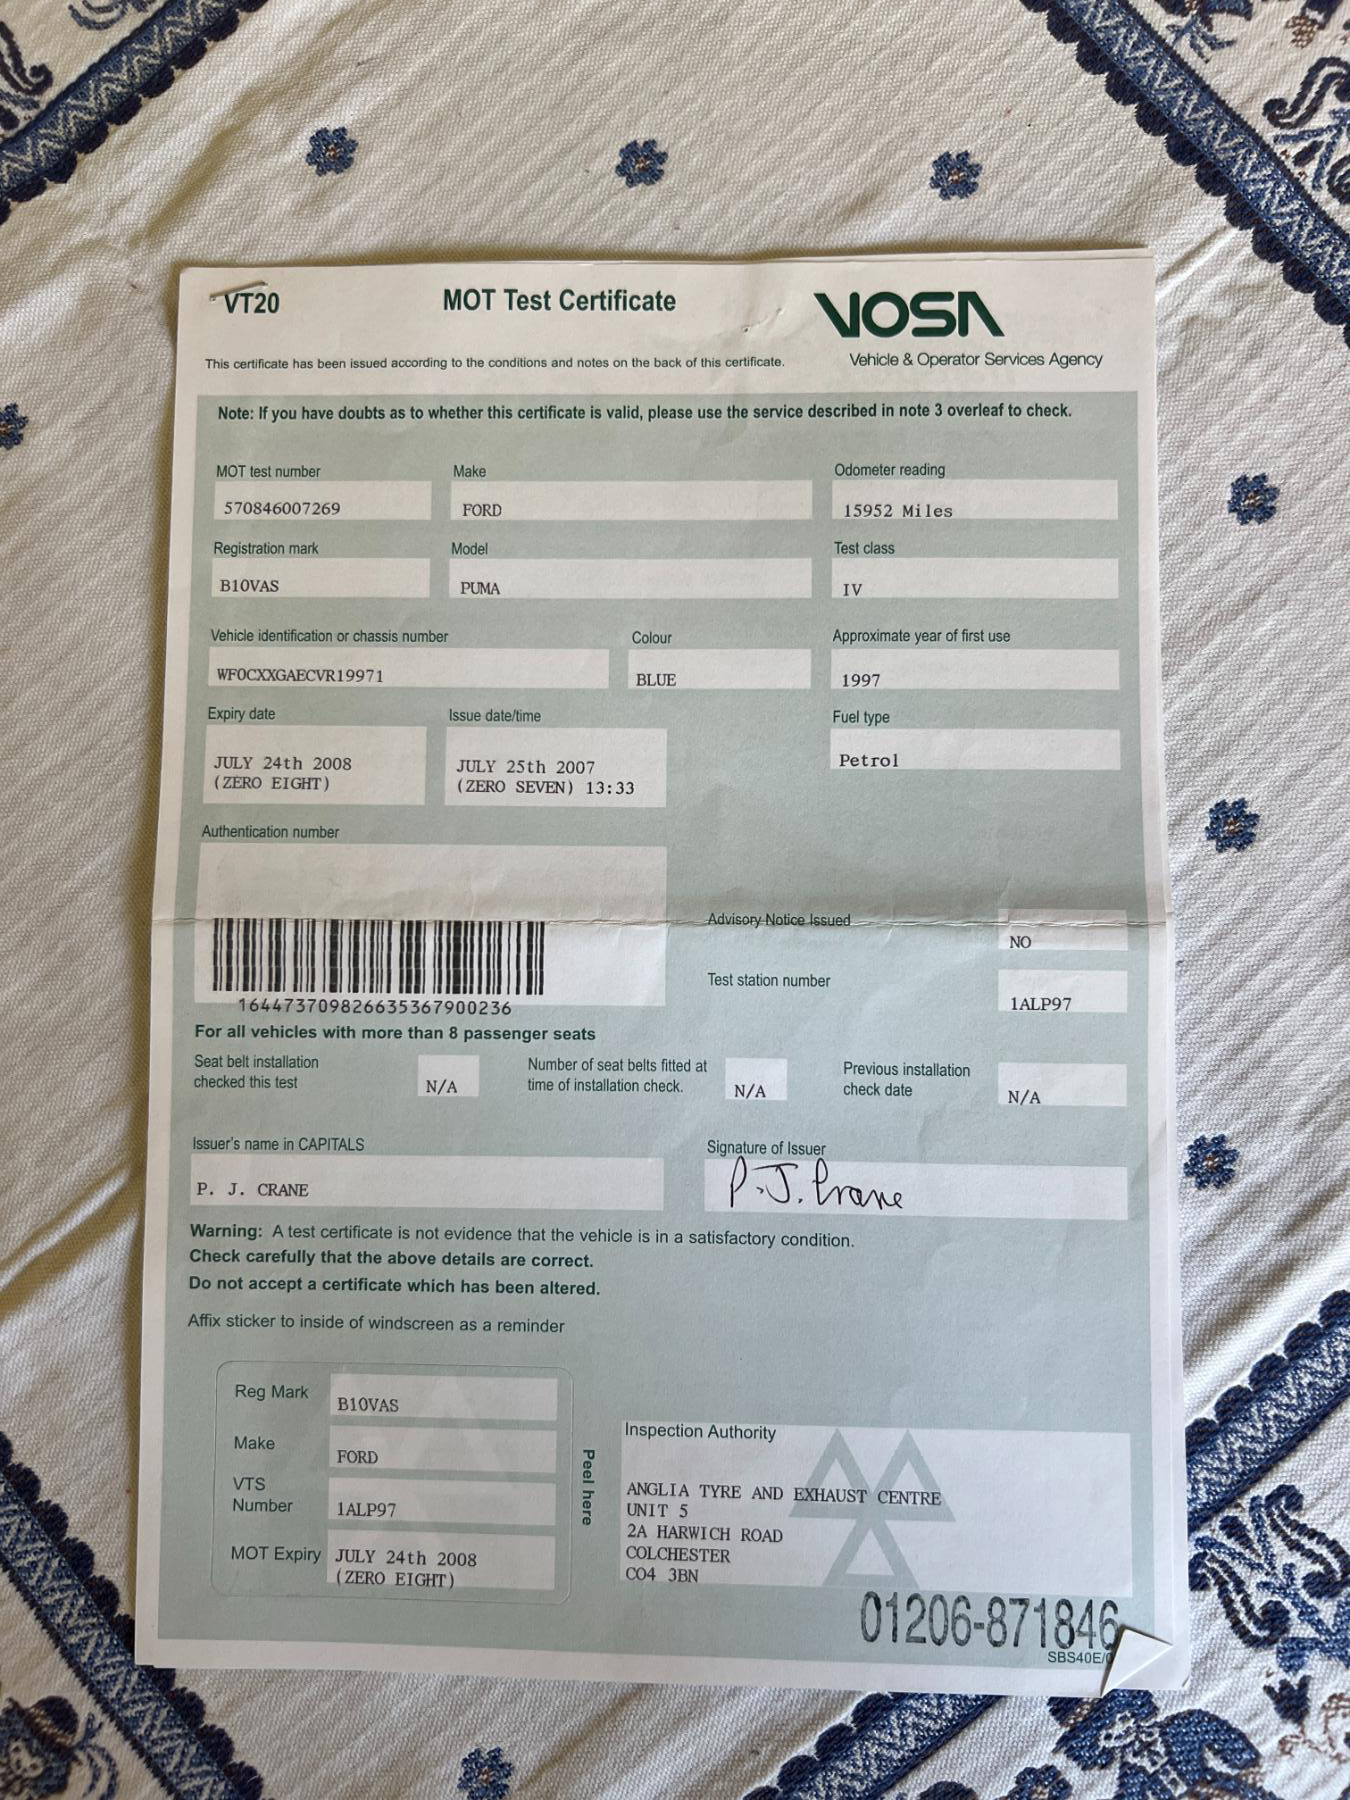 VT20
MOT Test Certificate
VOSA
Vehicle & Operator Services Agency
This certificate has been issued according to the conditions and notes on the back of this certificate.
Note: If you have doubts as to whether this certificate is valid, please use the service described in note 3 overleaf to check.
MOT test number
570846007269
Make
FORD
Odometer reading
15952 Miles
Registration mark
B10VAS
Model
PUMA
Test class
IV
Vehicle identification or chassis number
WF0CXXGAECVR19971
Colour
BLUE
Approximate year of first use
1997
Expiry date
JULY 24th 2008
(ZERO EIGHT)
Issue date/time
JULY 25th 2007
(ZERO SEVEN) 13:33
Fuel type
Petrol
Authentication number
164473709826635367900236
Advisory Notice Issued
NO
Test station number
1ALP97
For all vehicles with more than 8 passenger seats
Seat belt installation
checked this test
N/A
Number of seat belts fitted at
time of installation check.
N/A
Previous installation
check date
N/A
Issuer's name in CAPITALS
P. J. CRANE
Signature of Issuer
P.J. Crane
Warning: A test certificate is not evidence that the vehicle is in a satisfactory condition.
Check carefully that the above details are correct.
Do not accept a certificate which has been altered.
Affix sticker to inside of windscreen as a reminder
Reg Mark
B10VAS
Make
FORD
VTS
Number
1ALP97
MOT Expiry
JULY 24th 2008
(ZERO EIGHT)
Peel here
Inspection Authority
ANGLIA TYRE AND EXHAUST CENTRE
UNIT 5
2A HARWICH ROAD
COLCHESTER
CO4 3BN
01206-871846